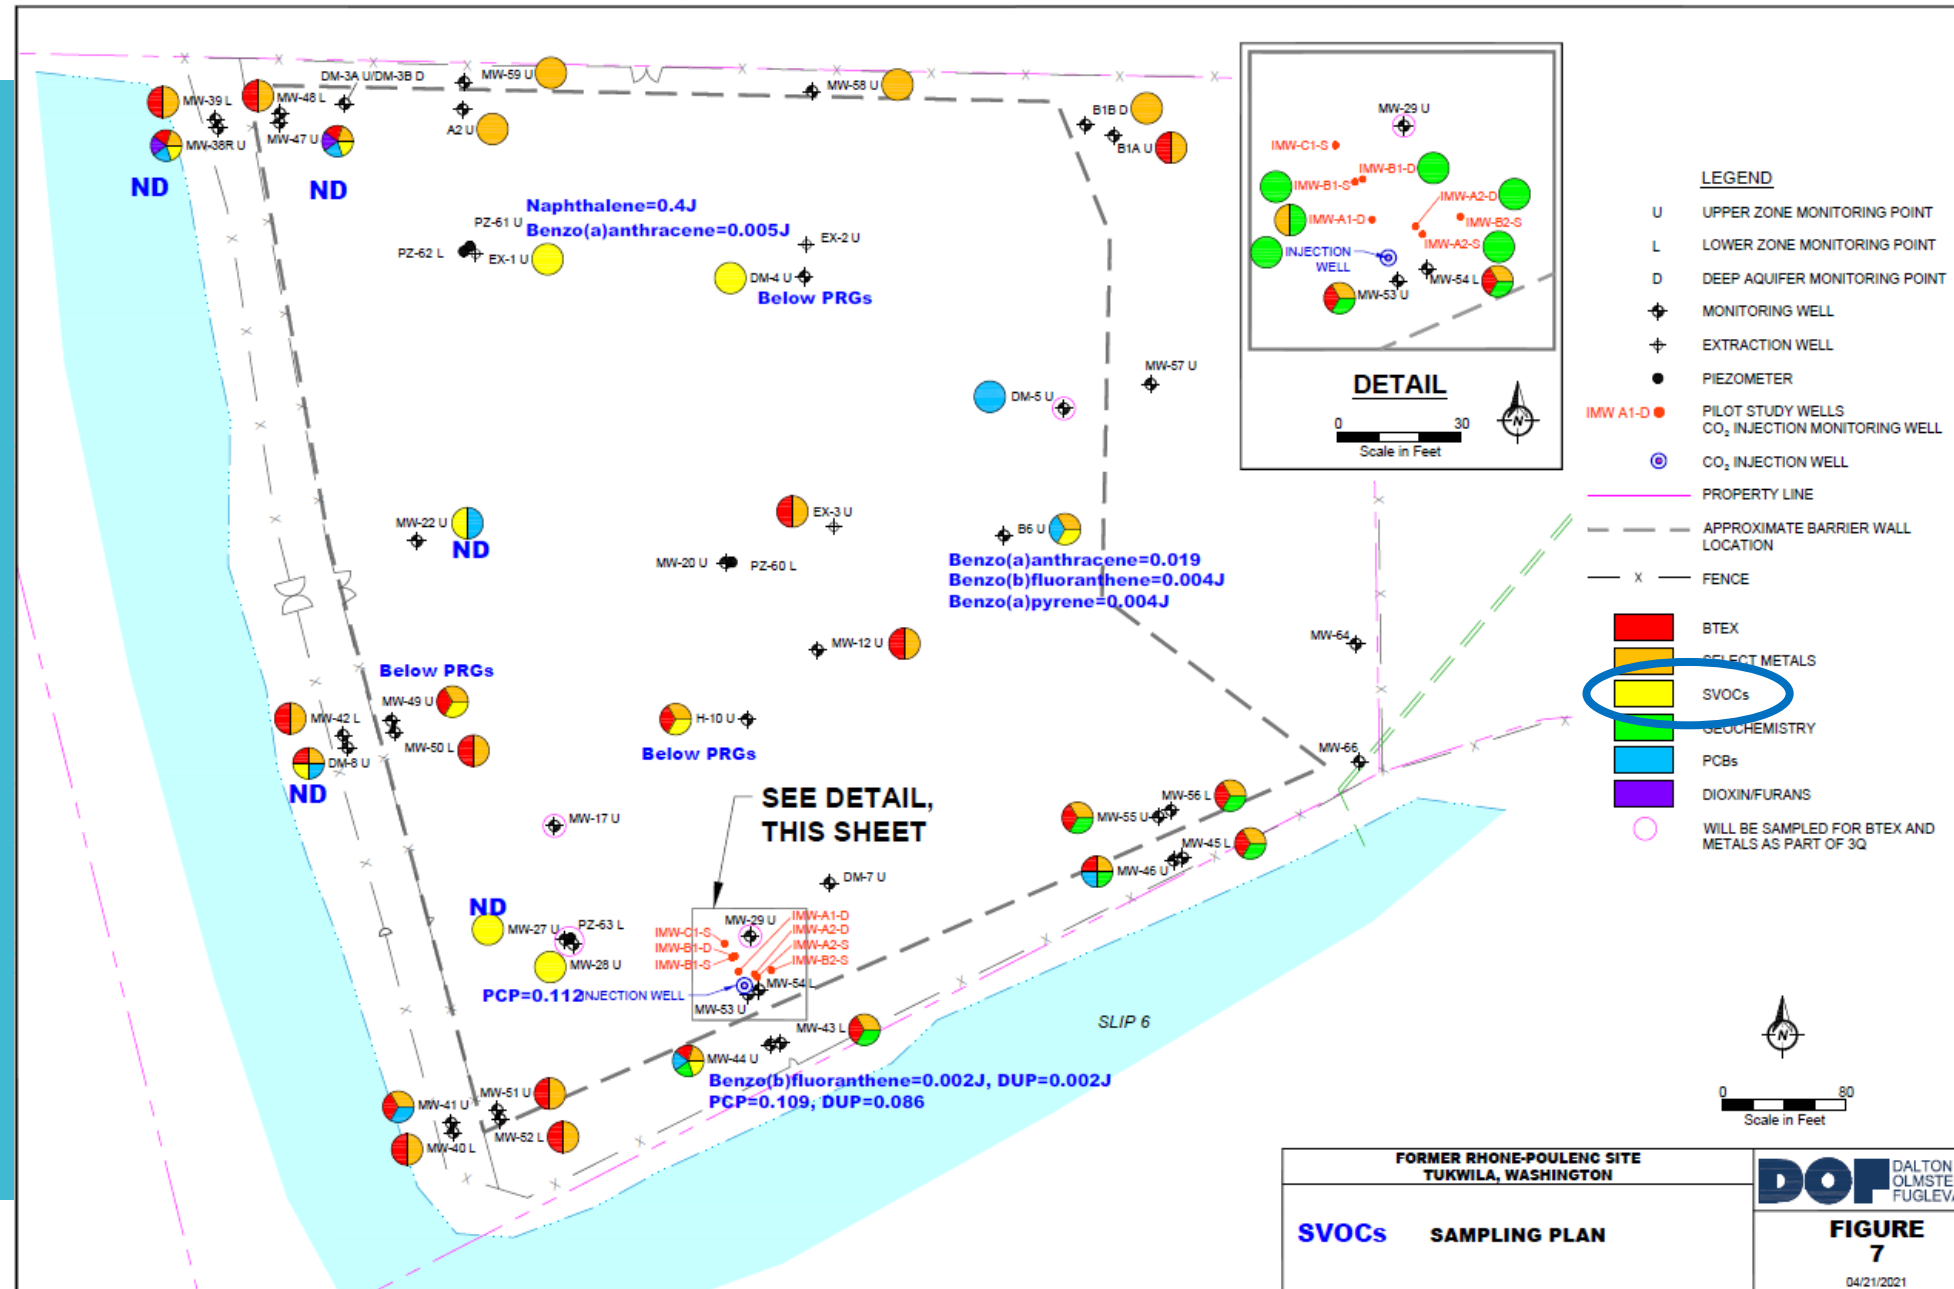 DM-3A U/DM-3B D
MW-59 U
MW-58 U
MW-39 L
MW-48 L
A2 U
MW-38R U
MW-47 U
ND
ND
B1B D
B1A U
Naphthalene=0.4J
Benzo(a)anthracene=0.005J
PZ-61 U
PZ-62 L
EX-1 U
EX-2 U
DM-4 U
Below PRGs
DM-5 U
MW-57 U
MW-22 U
ND
EX-3 U
MW-20 U
PZ-60 L
B6 U
Benzo(a)anthracene=0.019
Benzo(b)fluoranthene=0.004J
Benzo(a)pyrene=0.004J
MW-12 U
MW-64
Below PRGs
MW-49 U
MW-42 L
MW-50 L
DM-8 U
ND
H-10 U
Below PRGs
MW-66
SEE DETAIL,
THIS SHEET
MW-17 U
MW-56 L
MW-55 U
MW-45 L
MW-46 U
DM-7 U
ND
MW-27 U
PZ-63 L
MW-28 U
PCP=0.112
INJECTION WELL
MW-29 U
IMW-C1-S
IMW-B1-D
IMW-B1-S
IMW-A1-D
IMW-A2-D
IMW-A2-S
IMW-B2-S
MW-54 L
MW-53 U
MW-43 L
MW-44 U
Benzo(b)fluoranthene=0.002J, DUP=0.002J
PCP=0.109, DUP=0.086
MW-51 U
MW-41 U
MW-52 L
MW-40 L
SLIP 6
MW-29 U
IMW-C1-S
IMW-B1-D
IMW-B1-S
IMW-A2-D
IMW-A1-D
IMW-B2-S
IMW-A2-S
INJECTION
WELL
MW-54 L
MW-53 U
DETAIL
0 30
Scale in Feet
N
LEGEND
U UPPER ZONE MONITORING POINT
L LOWER ZONE MONITORING POINT
D DEEP AQUIFER MONITORING POINT
MONITORING WELL
EXTRACTION WELL
PIEZOMETER
IMW A1-D PILOT STUDY WELLS
CO₂ INJECTION MONITORING WELL
CO₂ INJECTION WELL
PROPERTY LINE
APPROXIMATE BARRIER WALL
LOCATION
X FENCE
BTEX
SELECT METALS
SVOCs
GEOCHEMISTRY
PCBs
DIOXIN/FURANS
WILL BE SAMPLED FOR BTEX AND
METALS AS PART OF 3Q
N
0 80
Scale in Feet
FORMER RHONE-POULENC SITE
TUKWILA, WASHINGTON
SVOCs SAMPLING PLAN
DOF
DALTON
OLMSTE
FUGLEV
FIGURE
7
04/21/2021